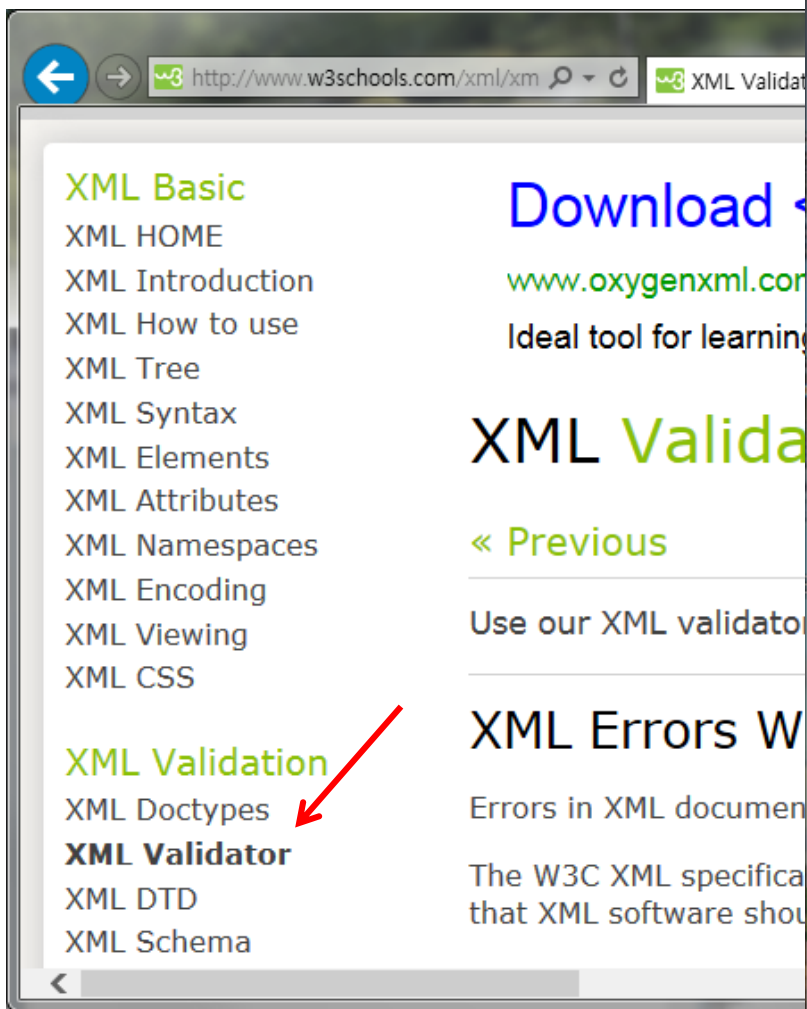 http://www.w3schools.com/xml/xm
XML Validat
XML Basic
XML HOME
XML Introduction
XML How to use
XML Tree
XML Syntax
XML Elements
XML Attributes
XML Namespaces
XML Encoding
XML Viewing
XML CSS
XML Validation
XML Doctypes
XML Validator
XML DTD
XML Schema
Download <
www.oxygenxml.com
Ideal tool for learning
XML Valida
« Previous
Use our XML validator
XML Errors W
Errors in XML documen
The W3C XML specifica
that XML software shou